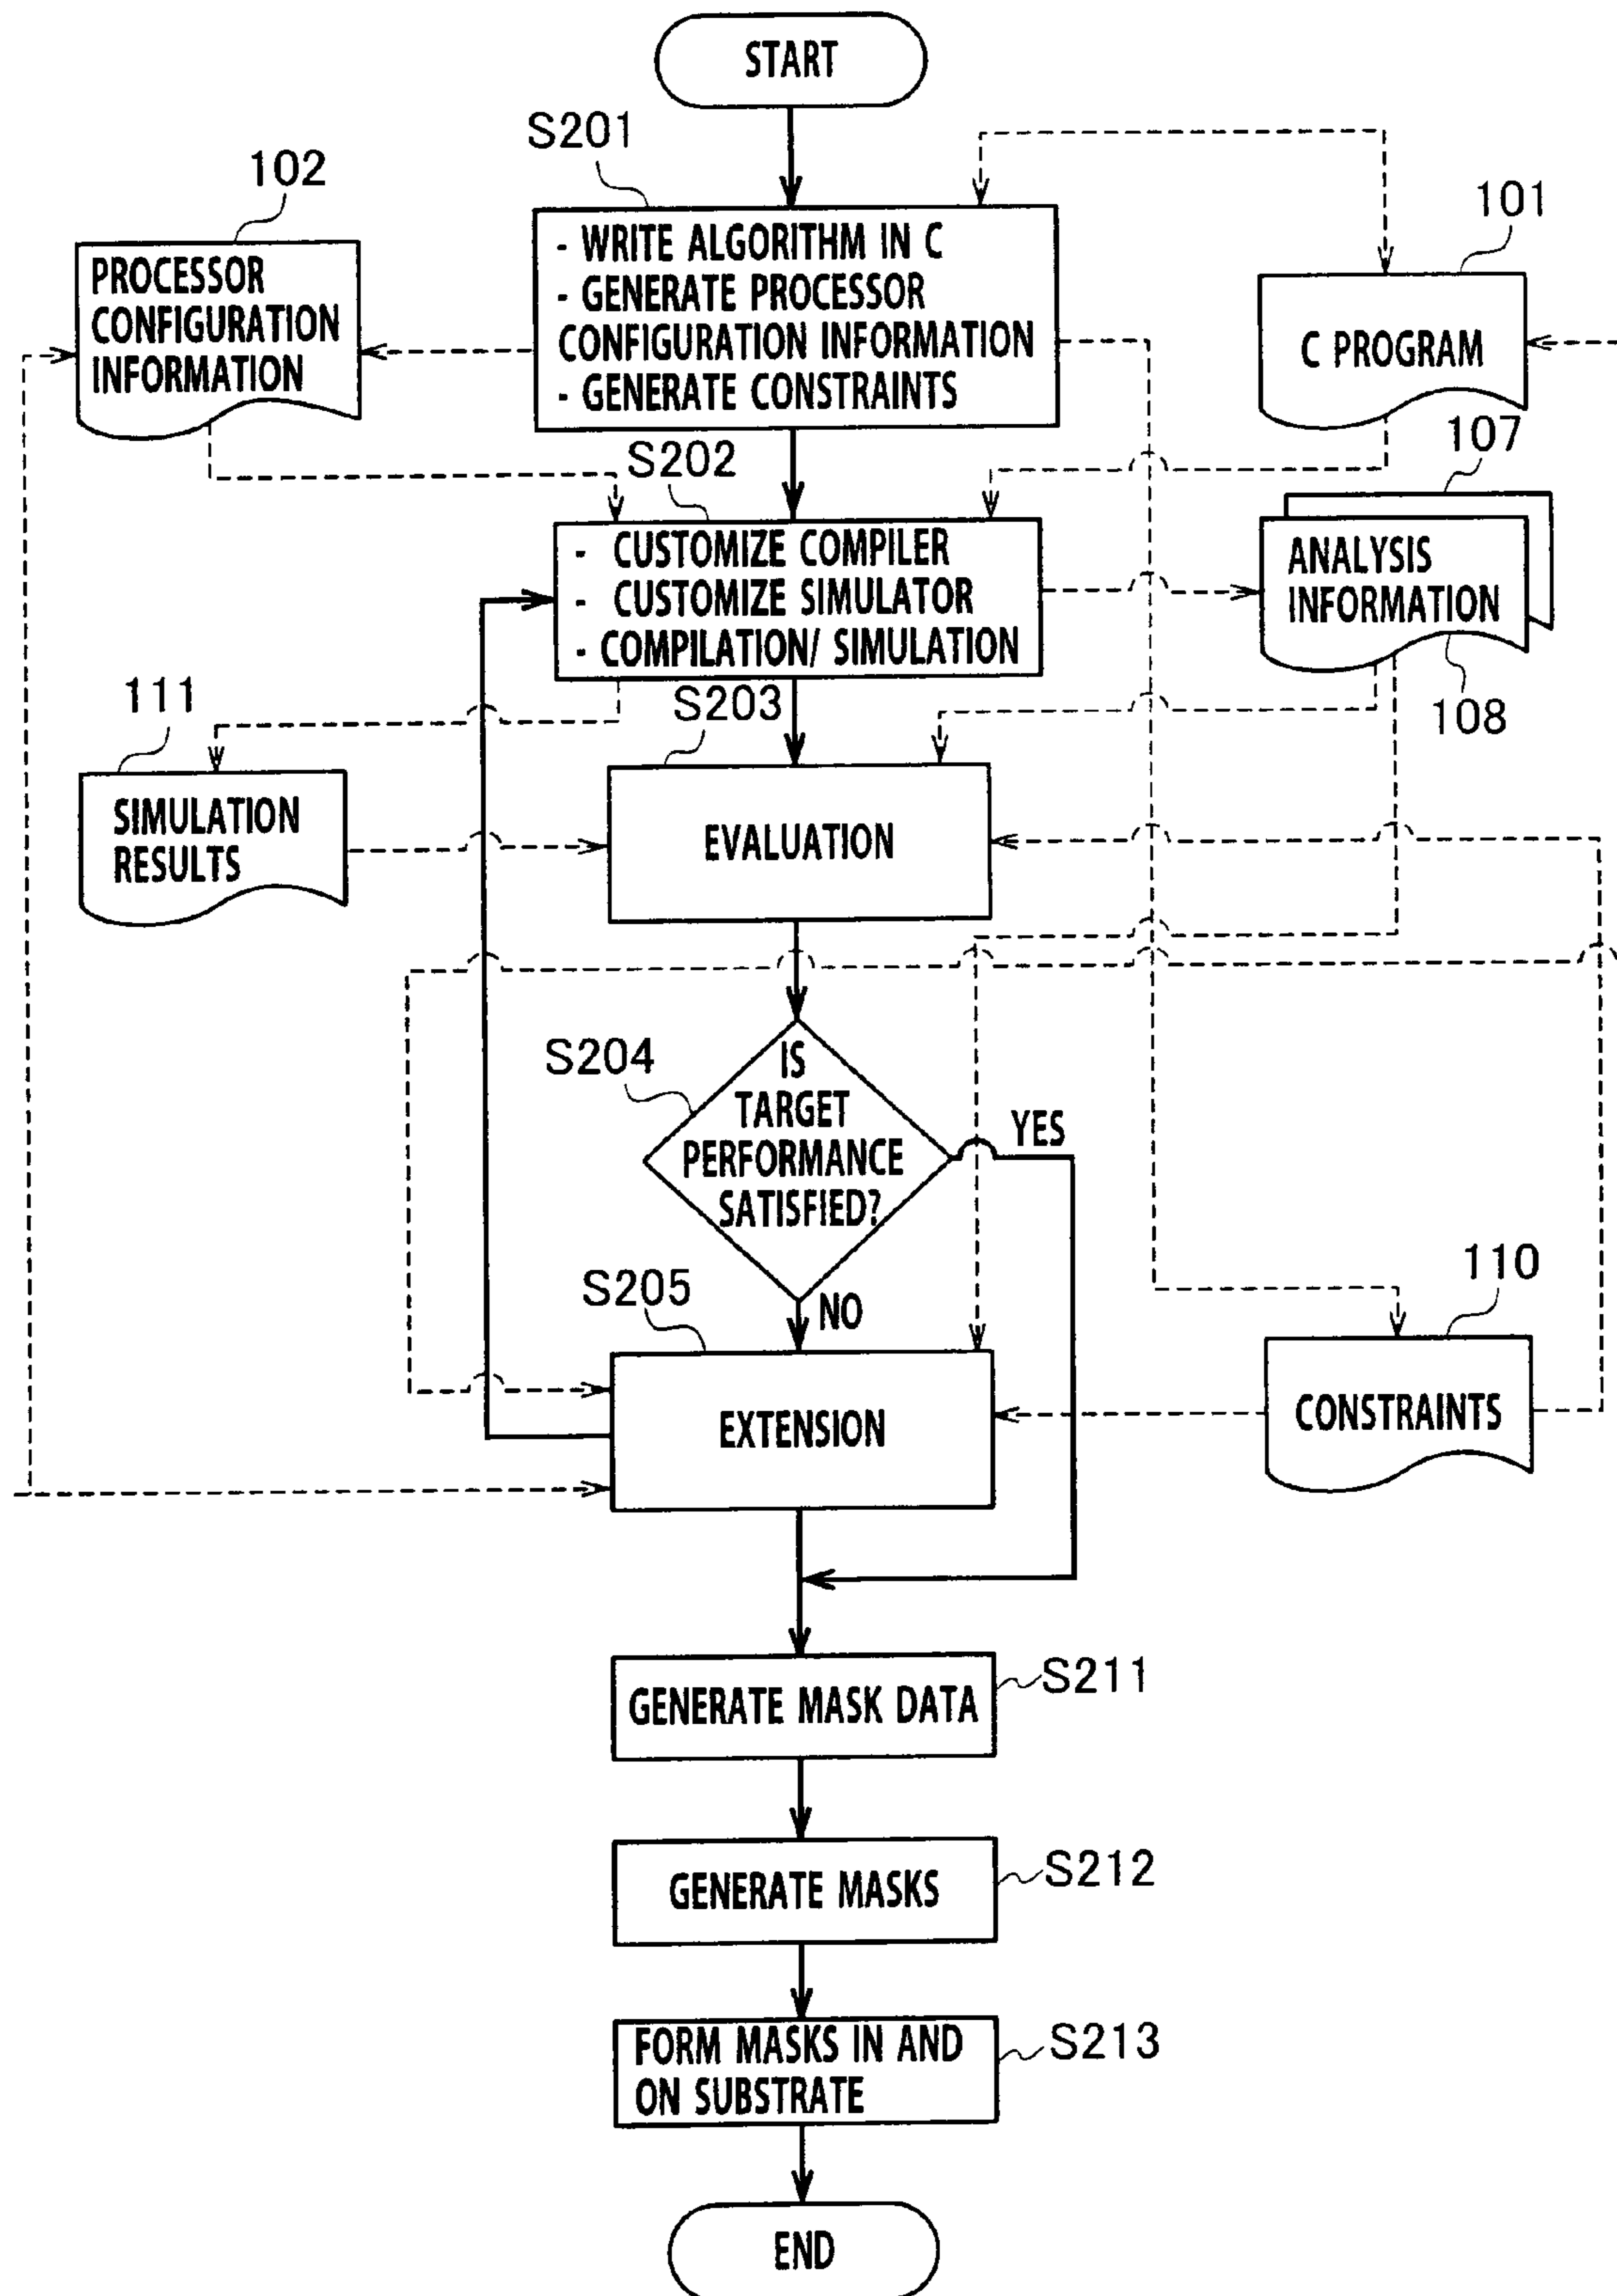 START
S201
102
101
- WRITE ALGORITHM IN C
- GENERATE PROCESSOR
CONFIGURATION INFORMATION
- GENERATE CONSTRAINTS
PROCESSOR
CONFIGURATION
INFORMATION
C PROGRAM
S202
107
- CUSTOMIZE COMPILER
- CUSTOMIZE SIMULATOR
- COMPILATION/ SIMULATION
ANALYSIS
INFORMATION
108
111
S203
SIMULATION
RESULTS
EVALUATION
S204
IS
TARGET
PERFORMANCE
SATISFIED?
YES
NO
S205
110
EXTENSION
CONSTRAINTS
GENERATE MASK DATA
S211
GENERATE MASKS
S212
FORM MASKS IN AND
ON SUBSTRATE
S213
END